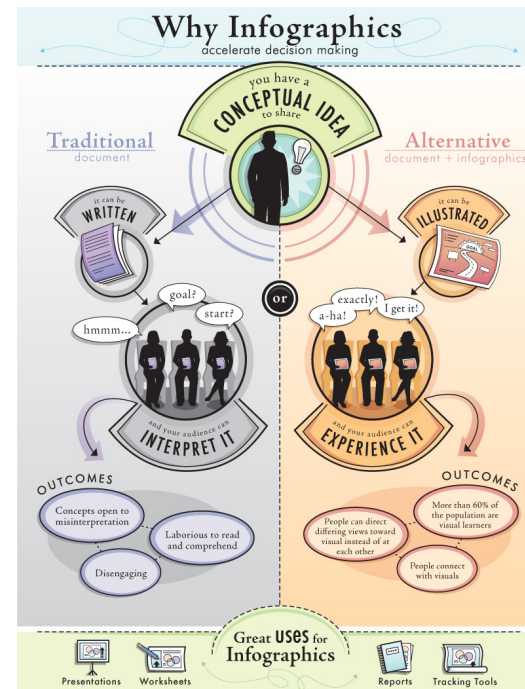 Why Infographics
accelerate decision making
you have a
CONCEPTUAL IDEA
to share
Traditional
document
Alternative
document + infographics
it can be
WRITTEN
it can be
ILLUSTRATED
GOAL
goal?
start?
hmmm...
or
exactly!
a-ha!
I get it!
and your audience can
INTERPRET IT
and your audience can
EXPERIENCE IT
OUTCOMES
Concepts open to
misinterpretation
Laborious to read
and comprehend
Disengaging
OUTCOMES
More than 60% of
the population are
visual learners
People can direct
differing views toward
visual instead of at
each other
People connect
with visuals
Great USES for
Infographics
Presentations
Worksheets
Reports
Tracking Tools